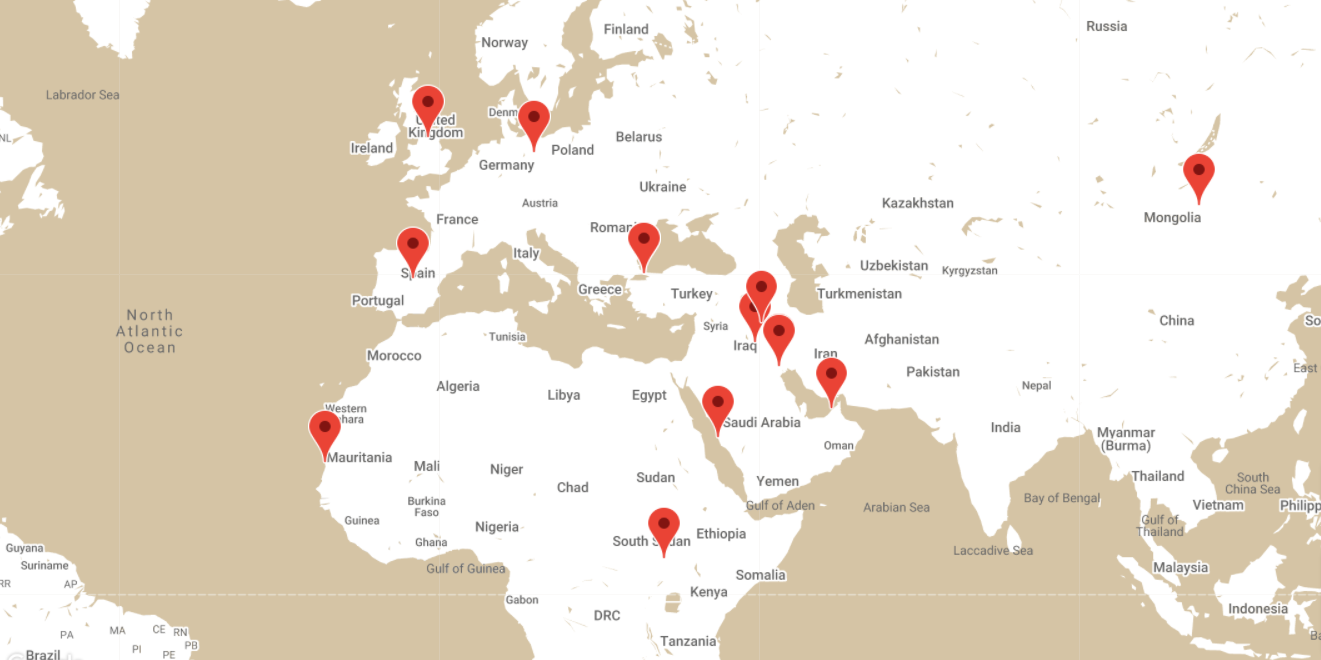 Finland
Norway
Russia
Labrador Sea
Denm
United
Kingdom
NL
Belarus
Ireland
Poland
Germany
Ukraine
Austria
Kazakhstan
France
Mongolia
Romani
Italy
Spain
Uzbekistan
Kyrgyzstan
Greece
Turkey
Turkmenistan
Portugal
North
Atlantic
Ocean
China
So
Syria
Tunisia
Afghanistan
Iraq
Iran
Morocco
East
Pakistan
Nepal
Algeria
Libya
Egypt
Western
hara
Saudi Arabia
India
Myanmar
(Burma)
Oman
Mauritania
Mali
Niger
Sudan
Yemen
Thailand
South
China Sea
Chad
Burkina
Faso
Bay of Bengal
Gulf of Aden
Arabian Sea
Vietnam
Philipp
Guinea
Nigeria
Gulf of
Thailand
Ethiopia
Ghana
South Sudan
Guyana
Laccadive Sea
Suriname
Gulf of Guinea
Malaysia
Somalia
RR
AP
Kenya
Gabon
Indonesia
DRC
MA
CE
RN
PA
Ba
Tanzania
PB
PI
PE
Brazil